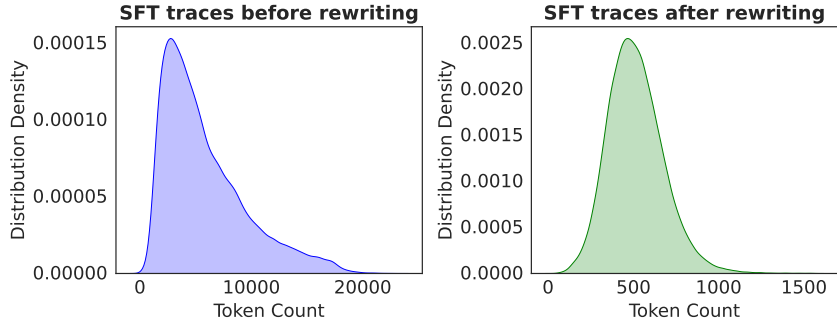 SFT traces before rewriting
Distribution Density
0.00015
0.00010
0.00005
0.00000
0
10000
20000
Token Count
SFT traces after rewriting
Distribution Density
0.0025
0.0020
0.0015
0.0010
0.0005
0.0000
0
500
1000
1500
Token Count